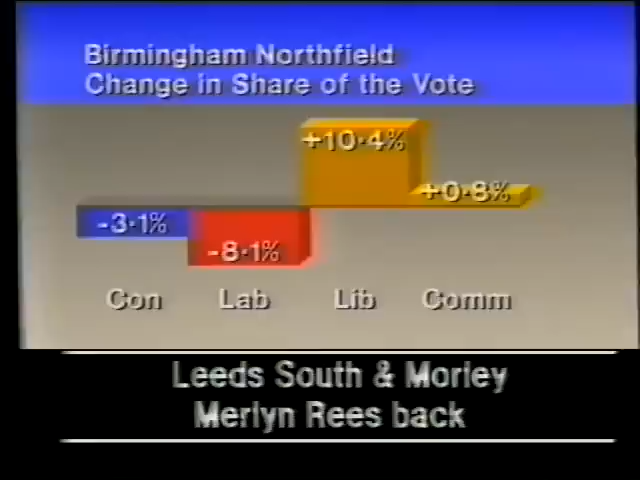 Birmingham Northfield
Change in Share of the Vote
+10·4%
+0·8%
-3·1%
-8·1%
Con Lab Lib Comm
Leeds South & Morley
Merlyn Rees back